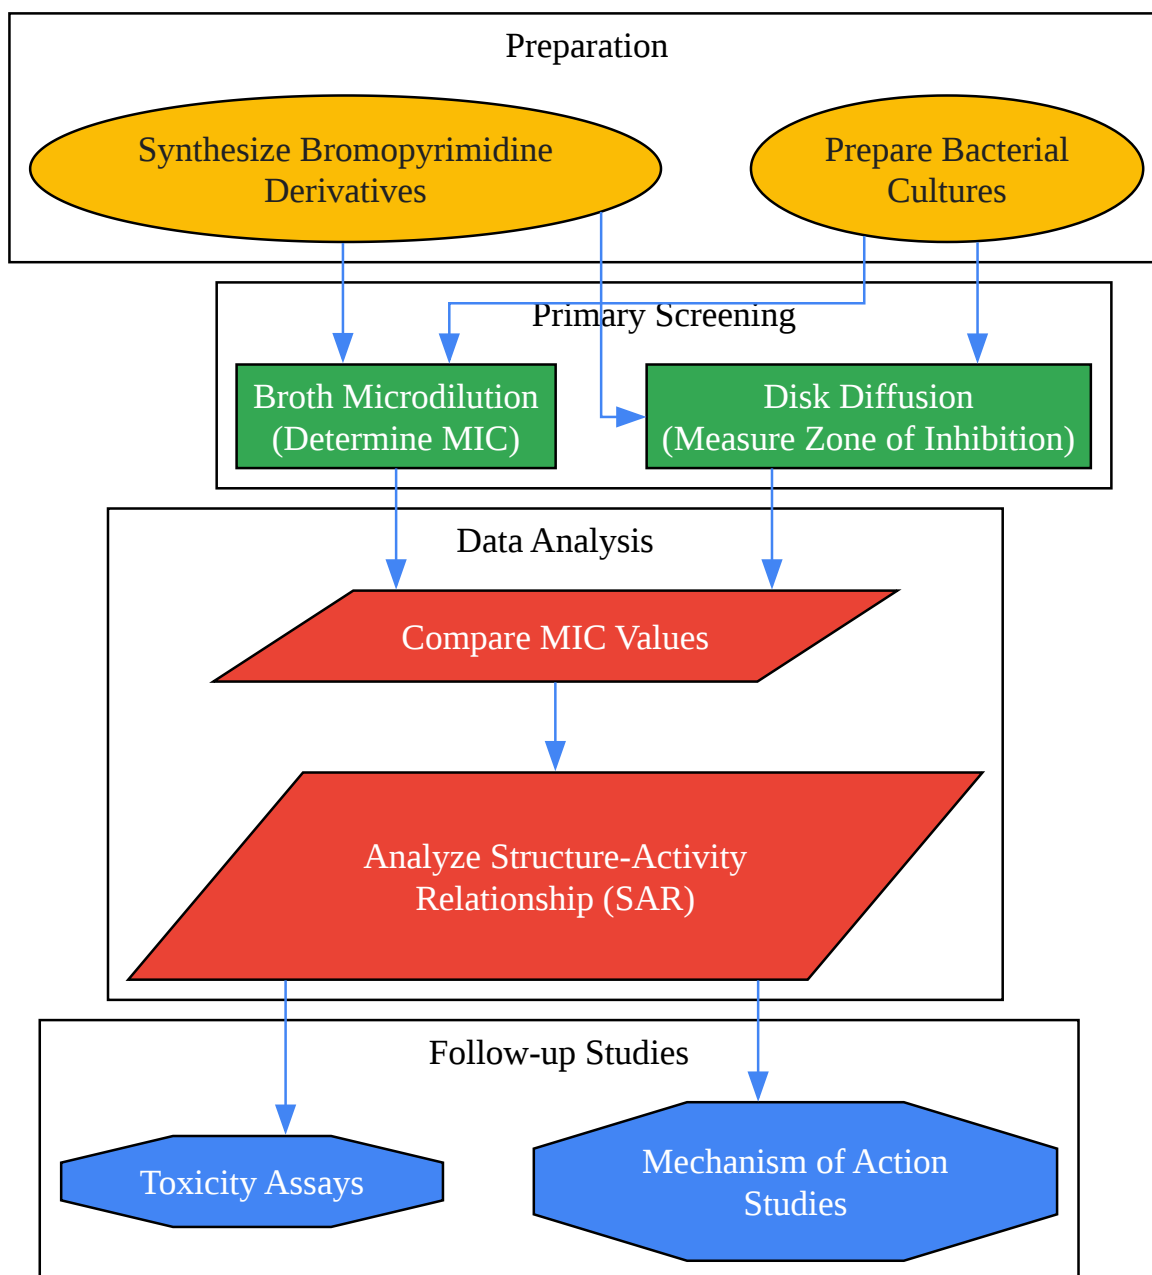 Preparation
Synthesize Bromopyrimidine
Derivatives
Prepare Bacterial
Cultures
Primary Screening
Broth Microdilution
(Determine MIC)
Disk Diffusion
(Measure Zone of Inhibition)
Data Analysis
Compare MIC Values
Analyze Structure-Activity
Relationship (SAR)
Follow-up Studies
Toxicity Assays
Mechanism of Action
Studies